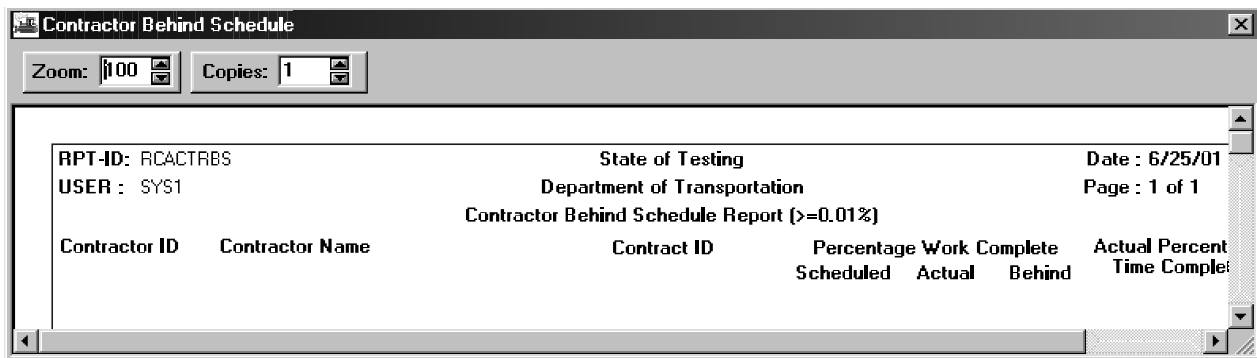 Contractor Behind Schedule
Zoom: 100 Copies: 1
RPT-ID: RCACTRBS State of Testing Date : 6/25/01
USER : SYS1 Department of Transportation Page : 1 of 1
Contractor Behind Schedule Report (>=0.01%)
Contractor ID Contractor Name Contract ID Percentage Work Complete Actual Percent
Scheduled Actual Behind Time Comple